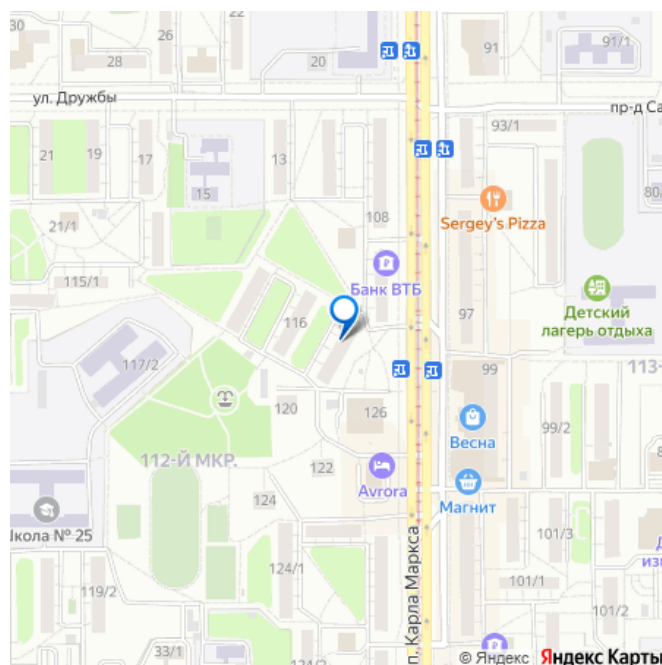 26
28
20
91
91/1
ул. Дружбы
пр-д Са
93/1
21
19
17
13
15
80/
108
Sergey's Pizza
21/1
Банк ВТБ
115/1
116
97
Детский
лагерь отдыха
117/2
99
113-
120
126
99/2
Весна
112-Й МКР.
122
Avrora
124
Магнит
Школа № 25
101/3
124/1
101/1
119/2
101/2
33/1
124/2
п. Карла Маркса
© Яндекс Яндекс Карты